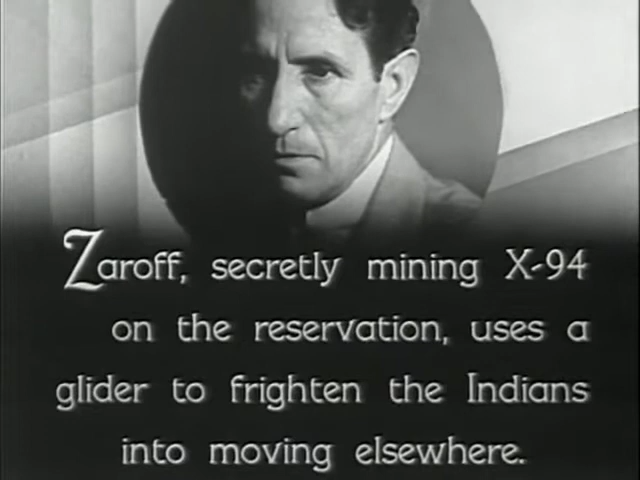 Zaroff, secretly mining X-94
on the reservation, uses a
glider to frighten the Indians
into moving elsewhere.